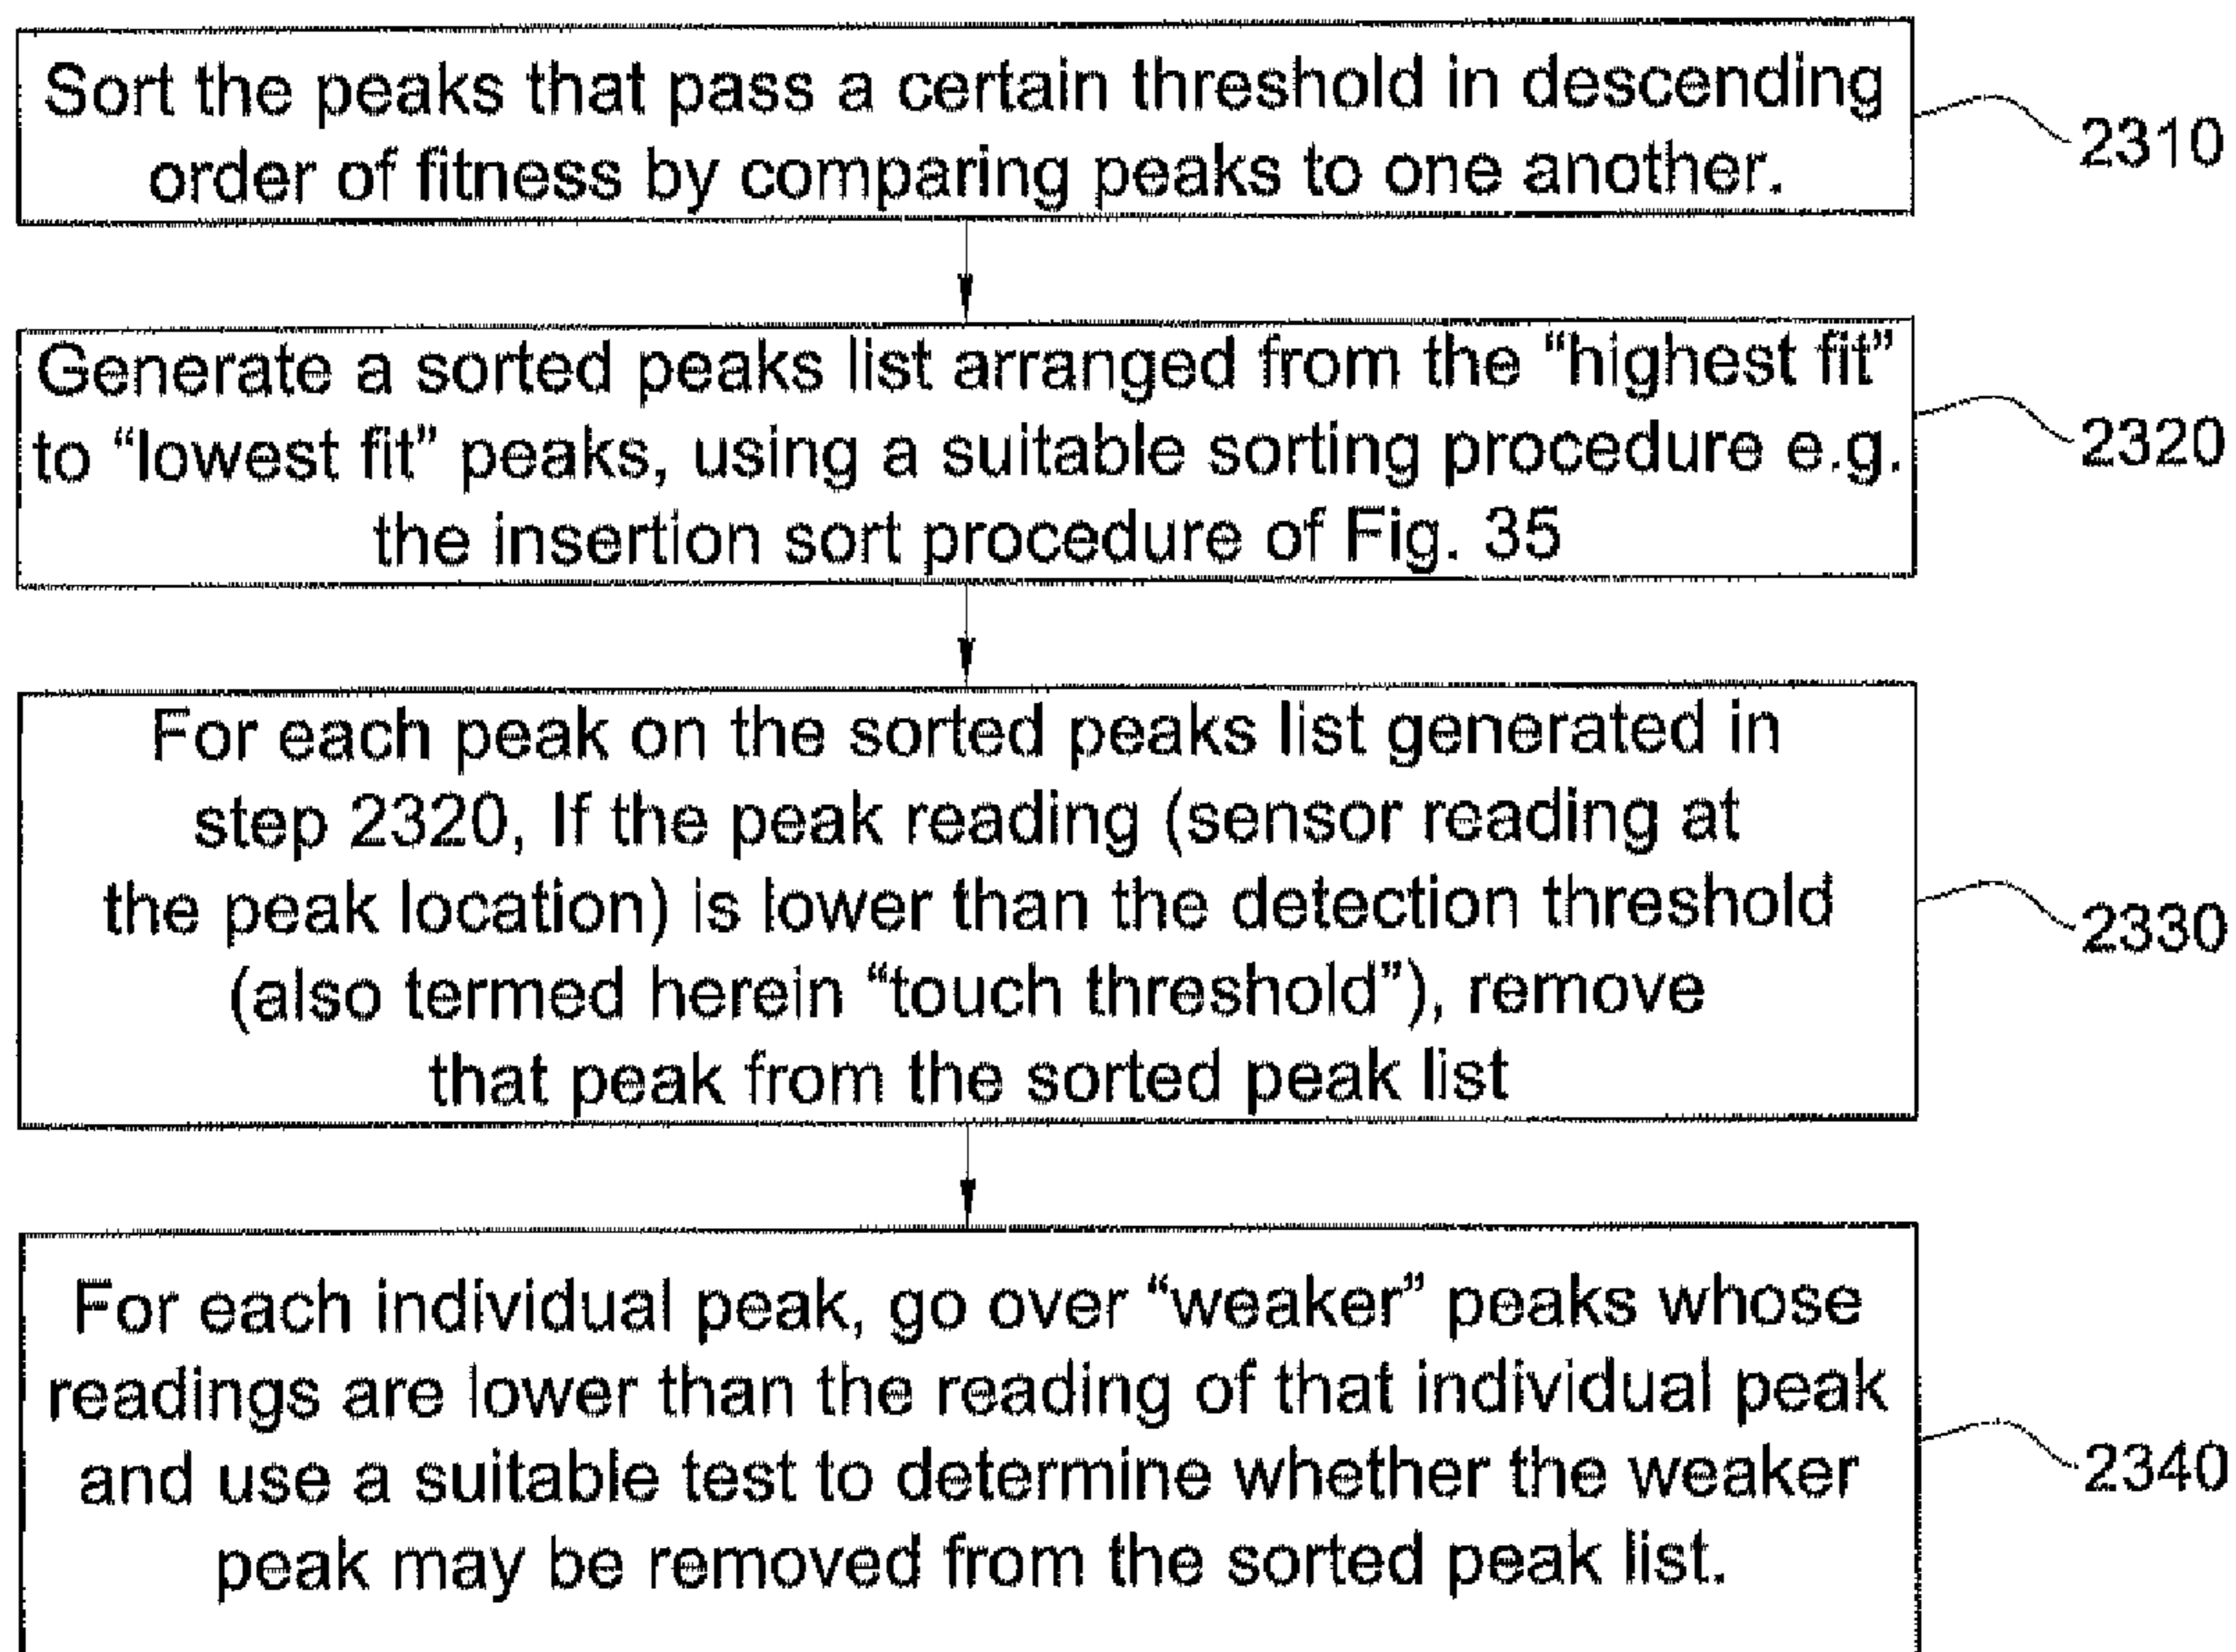 Sort the peaks that pass a certain threshold in descending
order of fitness by comparing peaks to one another.
2310
Generate a sorted peaks list arranged from the “highest fit”
to “lowest fit” peaks, using a suitable sorting procedure e.g.
the insertion sort procedure of Fig. 35
2320
For each peak on the sorted peaks list generated in
step 2320, If the peak reading (sensor reading at
the peak location) is lower than the detection threshold
(also termed herein “touch threshold”), remove
that peak from the sorted peak list
2330
For each individual peak, go over “weaker” peaks whose
readings are lower than the reading of that individual peak
and use a suitable test to determine whether the weaker
peak may be removed from the sorted peak list.
2340